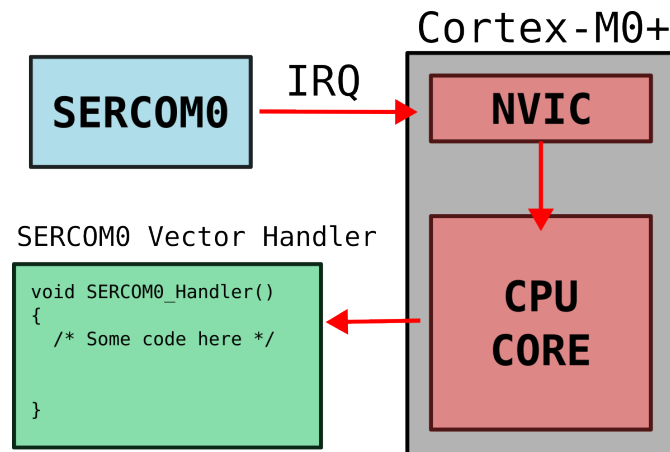 Cortex-M0+
SERCOM0
IRQ
NVIC
CPU
CORE
SERCOM0 Vector Handler
void SERCOM0_Handler()
{
/* Some code here */
}